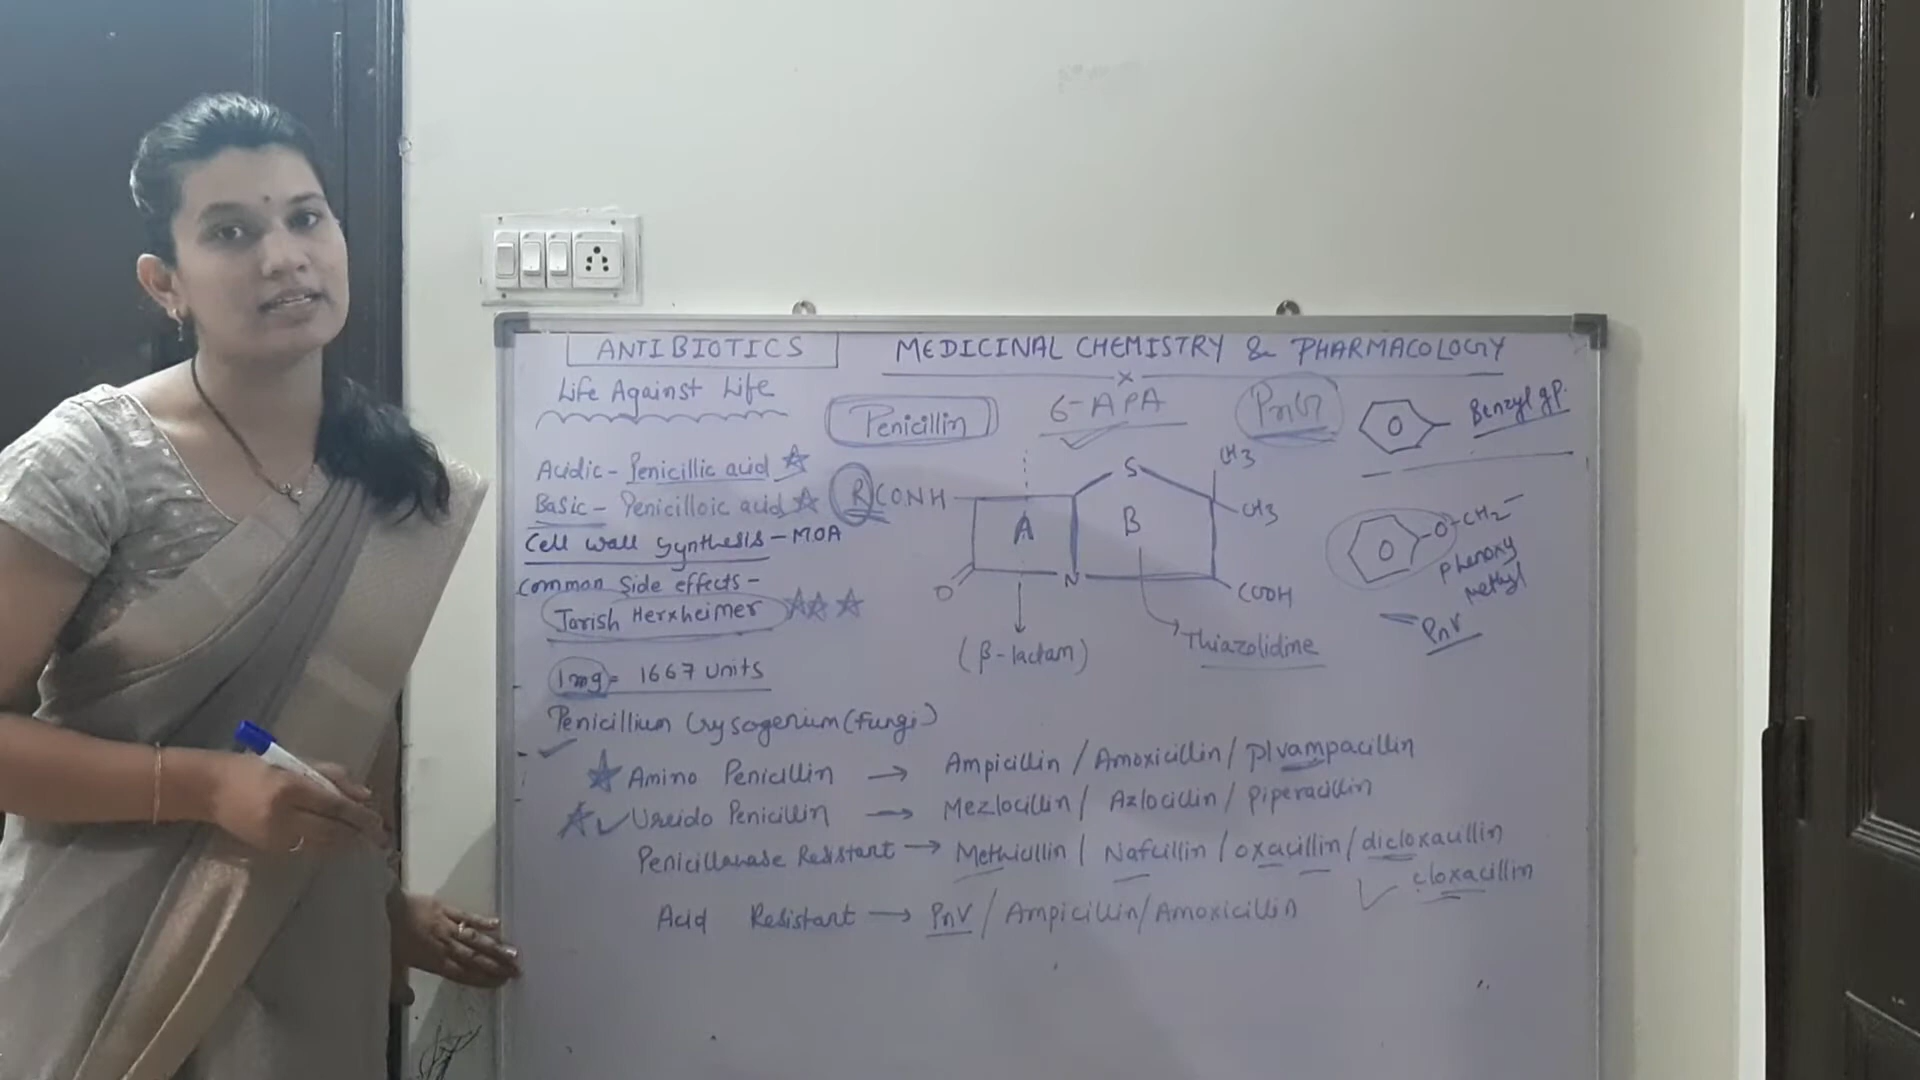 ANTIBIOTICS
MEDICINAL CHEMISTRY & PHARMACOLOGY
x
Life Against Life
Penicillin
6-APA
PnG
Benzyl gp.
Acidic - Penicillic acid
Basic - Penicilloic acid
Cell wall synthesis - MOA
Common Side effects -
Jarish Herxheimer
1mg = 1667 Units
RCONH
A
B
S
N
O
CH3
CH3
COOH
(β-lactam)
Thiazolidine
O
O-CH2-
phenoxy
methyl
PnV
Penicillium Crysogenium (fungi)
Amino Penicillin → Ampicillin / Amoxicillin / pivampacillin
Ureido Penicillin → Mezlocillin / Azlocillin / piperacillin
Penicillanase Resistant → Methicillin / Nafcillin / oxacillin / dicloxacillin
cloxacillin
Acid Resistant → PnV / Ampicillin / Amoxicillin